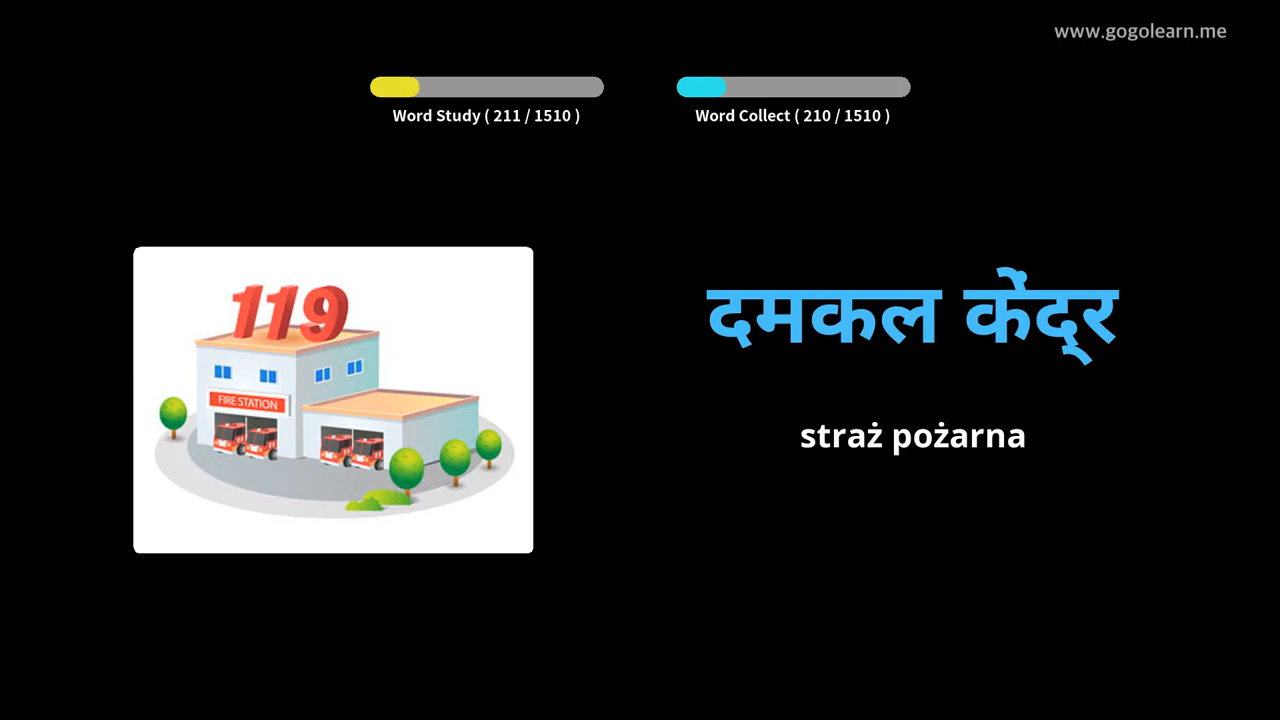 www.gogolearn.me
Word Study ( 211 / 1510 )
Word Collect ( 210 / 1510 )
119
FIRE STATION
दमकल केंद्र
straż pożarna